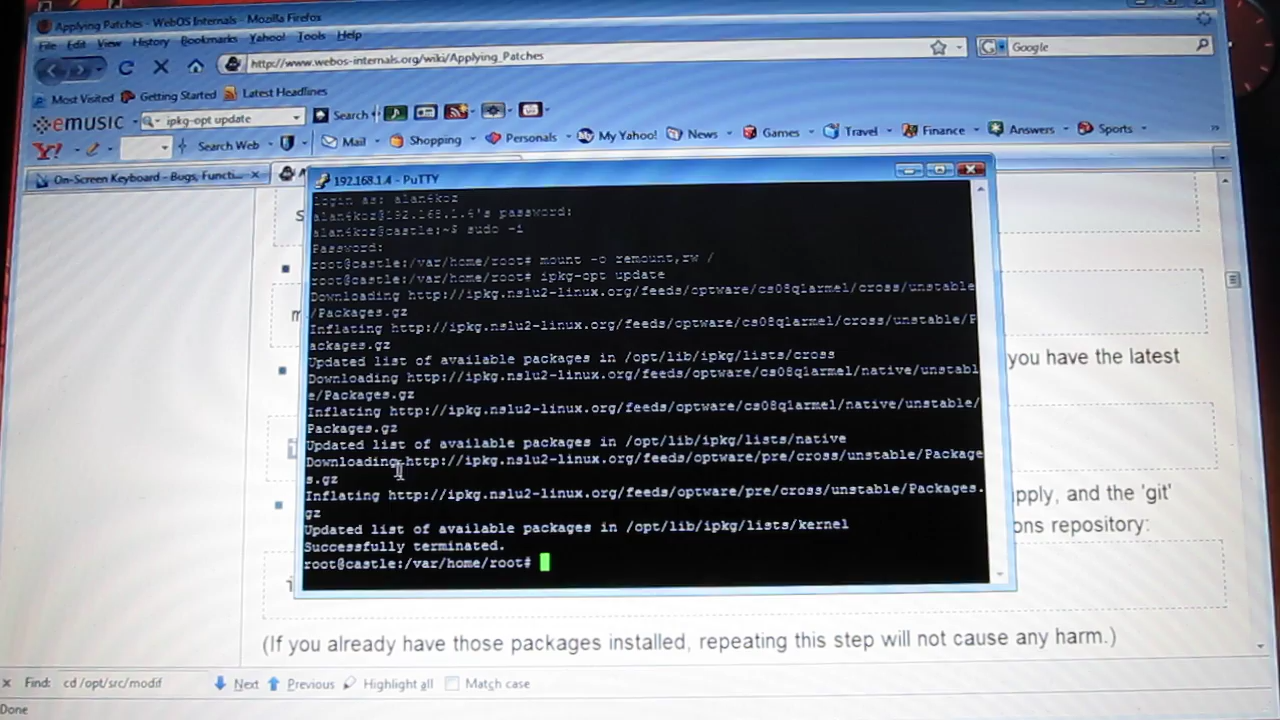 Applying Patches - WebOS Internals - Mozilla Firefox
File Edit View History Bookmarks Yahoo! Tools Help
http://www.webos-internals.org/wiki/Applying_Patches
Google
Most Visited Getting Started Latest Headlines
eMUSIC ipkg-opt update Search
Y! Search Web Mail Shopping Personals My Yahoo! News Games Travel Finance Answers Sports
On-Screen Keyboard - Bugs, Functi...
192.168.1.4 - PuTTY
login as: alan4koz
alan4koz@192.168.1.4's password:
alan4koz@castle:~$ sudo -i
Password:
root@castle:/var/home/root# mount -o remount,rw /
root@castle:/var/home/root# ipkg-opt update
Downloading http://ipkg.nslu2-linux.org/feeds/optware/cs08q1armel/cross/unstable
/Packages.gz
Inflating http://ipkg.nslu2-linux.org/feeds/optware/cs08q1armel/cross/unstable/P
ackages.gz
Updated list of available packages in /opt/lib/ipkg/lists/cross
Downloading http://ipkg.nslu2-linux.org/feeds/optware/cs08q1armel/native/unstabl
e/Packages.gz
Inflating http://ipkg.nslu2-linux.org/feeds/optware/cs08q1armel/native/unstable/
Packages.gz
Updated list of available packages in /opt/lib/ipkg/lists/native
Downloading http://ipkg.nslu2-linux.org/feeds/optware/pre/cross/unstable/Package
s.gz
Inflating http://ipkg.nslu2-linux.org/feeds/optware/pre/cross/unstable/Packages.
gz
Updated list of available packages in /opt/lib/ipkg/lists/kernel
Successfully terminated.
root@castle:/var/home/root#
you have the latest
apply, and the 'git'
ons repository:
(If you already have those packages installed, repeating this step will not cause any harm.)
Find: cd /opt/src/modif Next Previous Highlight all Match case
Done